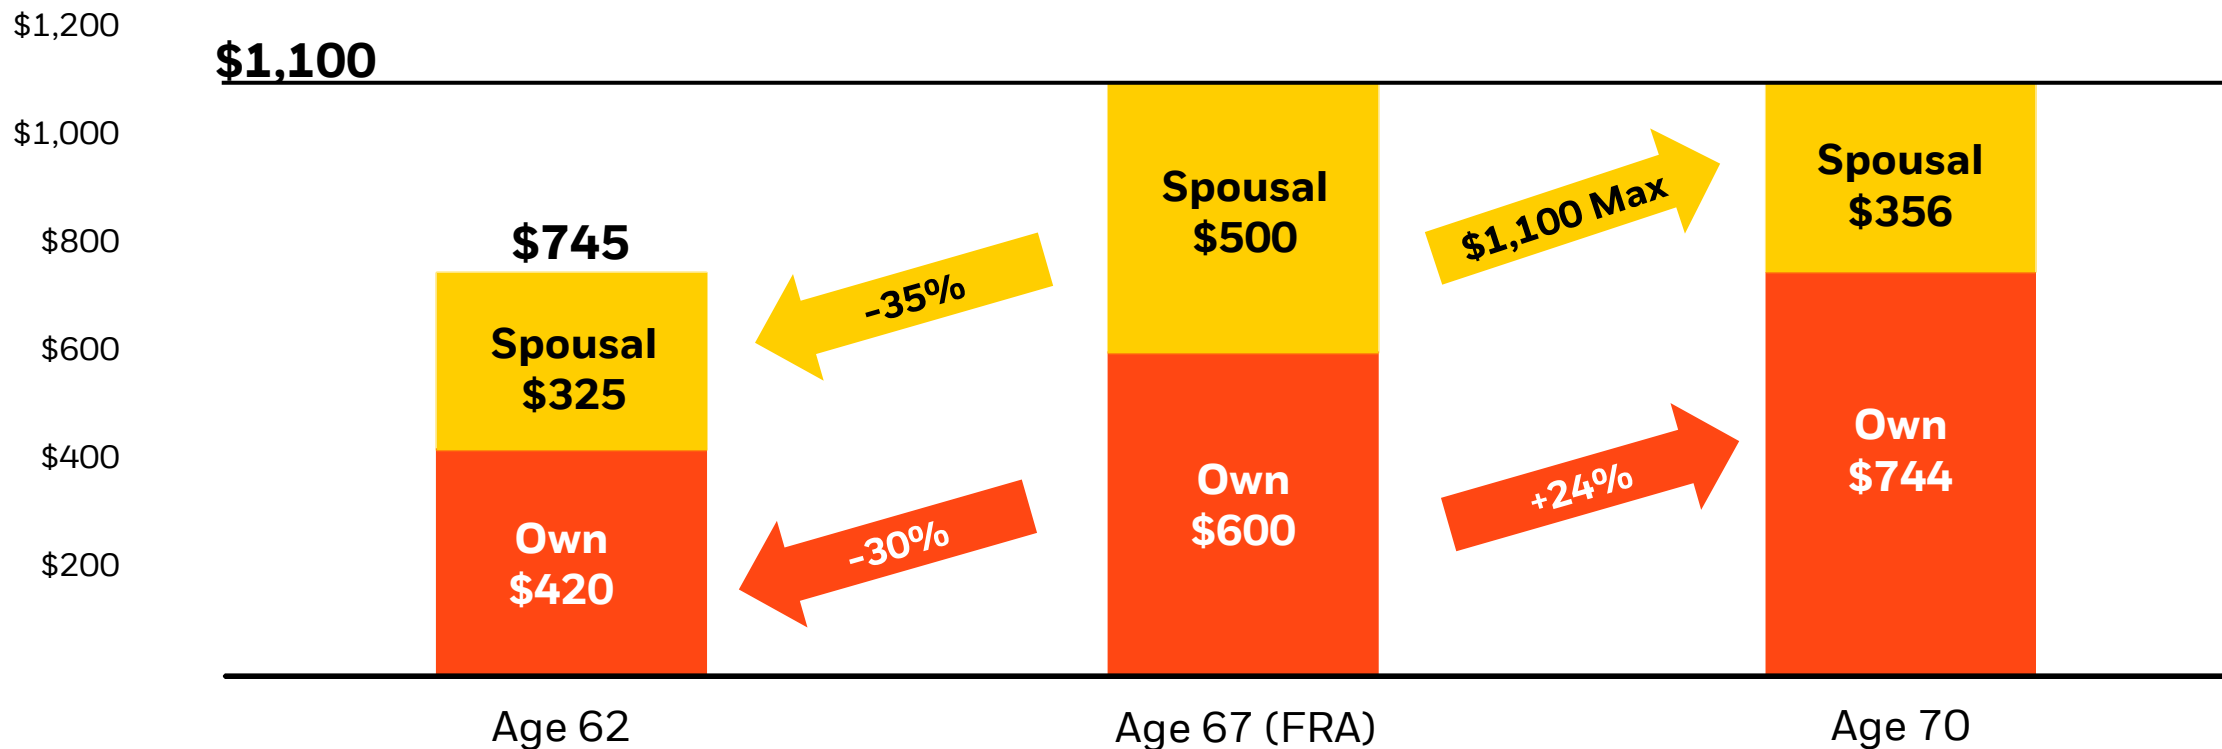 $1,200
$1,100
$1,000
$800
$600
$400
$200
$745
Spousal
$325
Own
$420
-35%
-30%
Spousal
$500
Own
$600
$1,100 Max
+24%
Spousal
$356
Own
$744
Age 62
Age 67 (FRA)
Age 70